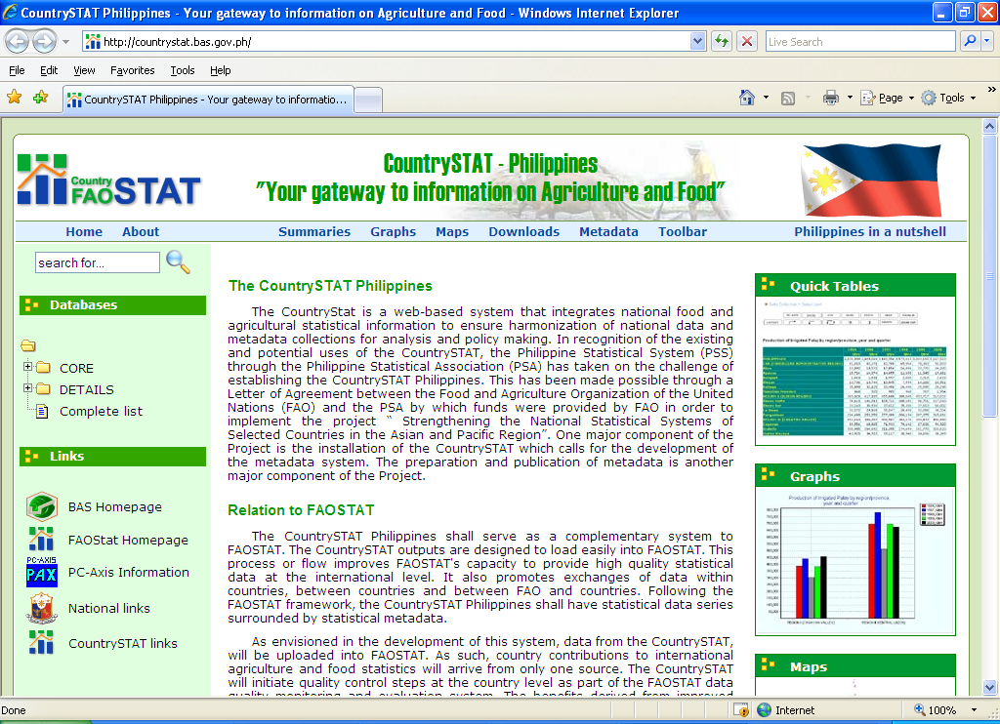 CountrySTAT Philippines - Your gateway to information on Agriculture and Food - Windows Internet Explorer
http://countrystat.bas.gov.ph/
Live Search
File Edit View Favorites Tools Help
CountrySTAT Philippines - Your gateway to informatio...
Page Tools
Country
FAOSTAT
CountrySTAT - Philippines
"Your gateway to information on Agriculture and Food"
Home About Summaries Graphs Maps Downloads Metadata Toolbar Philippines in a nutshell
search for...
Databases
CORE
DETAILS
Complete list
Links
BAS Homepage
FAOStat Homepage
PC-AXIS
PAX
PC-Axis Information
National links
CountrySTAT links
The CountrySTAT Philippines
The CountryStat is a web-based system that integrates national food and
agricultural statistical information to ensure harmonization of national data and
metadata collections for analysis and policy making. In recognition of the existing
and potential uses of the CountrySTAT, the Philippine Statistical System (PSS)
through the Philippine Statistical Association (PSA) has taken on the challenge of
establishing the CountrySTAT Philippines. This has been made possible through a
Letter of Agreement between the Food and Agriculture Organization of the United
Nations (FAO) and the PSA by which funds were provided by FAO in order to
implement the project “ Strengthening the National Statistical Systems of
Selected Countries in the Asian and Pacific Region”. One major component of the
Project is the installation of the CountrySTAT which calls for the development of
the metadata system. The preparation and publication of metadata is another
major component of the Project.
Relation to FAOSTAT
The CountrySTAT Philippines shall serve as a complementary system to
FAOSTAT. The CountrySTAT outputs are designed to load easily into FAOSTAT. This
process or flow improves FAOSTAT's capacity to provide high quality statistical
data at the international level. It also promotes exchanges of data within
countries, between countries and between FAO and countries. Following the
FAOSTAT framework, the CountrySTAT Philippines shall have statistical data series
surrounded by statistical metadata.
As envisioned in the development of this system, data from the CountrySTAT,
will be uploaded into FAOSTAT. As such, country contributions to international
agriculture and food statistics will arrive from only one source. The CountrySTAT
will initiate quality control steps at the country level as part of the FAOSTAT data
quality monitoring and evaluation system. The benefits derived from improved
Quick Tables
Production of Irrigated Palay by region/province, year and quarter
Graphs
Production of Irrigated Palay by region/province,
year and quarter
Maps
Done
Internet
100%